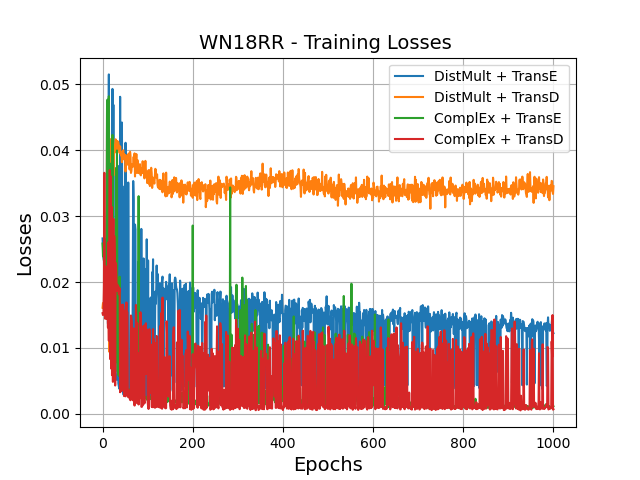 WN18RR - Training Losses
DistMult + TransE
DistMult + TransD
ComplEx + TransE
ComplEx + TransD
Losses
0.05
0.04
0.03
0.02
0.01
0.00
0 200 400 600 800 1000
Epochs